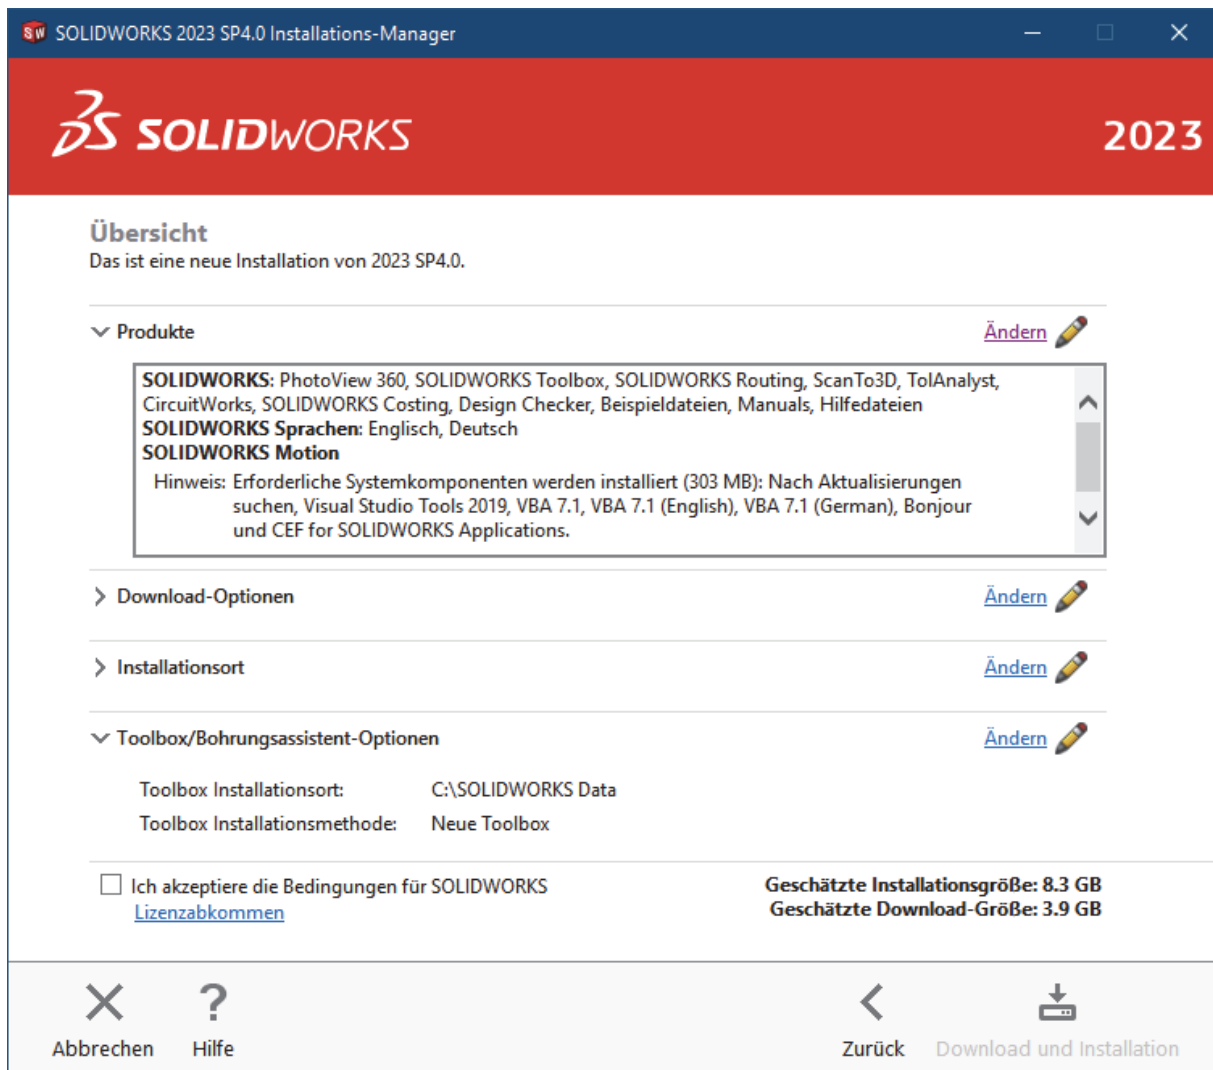 SOLIDWORKS 2023 SP4.0 Installations-Manager
SOLIDWORKS 2023
Übersicht
Das ist eine neue Installation von 2023 SP4.0.
Produkte Ändern
SOLIDWORKS: PhotoView 360, SOLIDWORKS Toolbox, SOLIDWORKS Routing, ScanTo3D, TolAnalyst,
CircuitWorks, SOLIDWORKS Costing, Design Checker, Beispieldateien, Manuals, Hilfedateien
SOLIDWORKS Sprachen: Englisch, Deutsch
SOLIDWORKS Motion
Hinweis: Erforderliche Systemkomponenten werden installiert (303 MB): Nach Aktualisierungen
suchen, Visual Studio Tools 2019, VBA 7.1, VBA 7.1 (English), VBA 7.1 (German), Bonjour
und CEF for SOLIDWORKS Applications.
Download-Optionen Ändern
Installationsort Ändern
Toolbox/Bohrungsassistent-Optionen Ändern
Toolbox Installationsort: C:\SOLIDWORKS Data
Toolbox Installationsmethode: Neue Toolbox
Ich akzeptiere die Bedingungen für SOLIDWORKS
Lizenzabkommen
Geschätzte Installationsgröße: 8.3 GB
Geschätzte Download-Größe: 3.9 GB
Abbrechen Hilfe Zurück Download und Installation